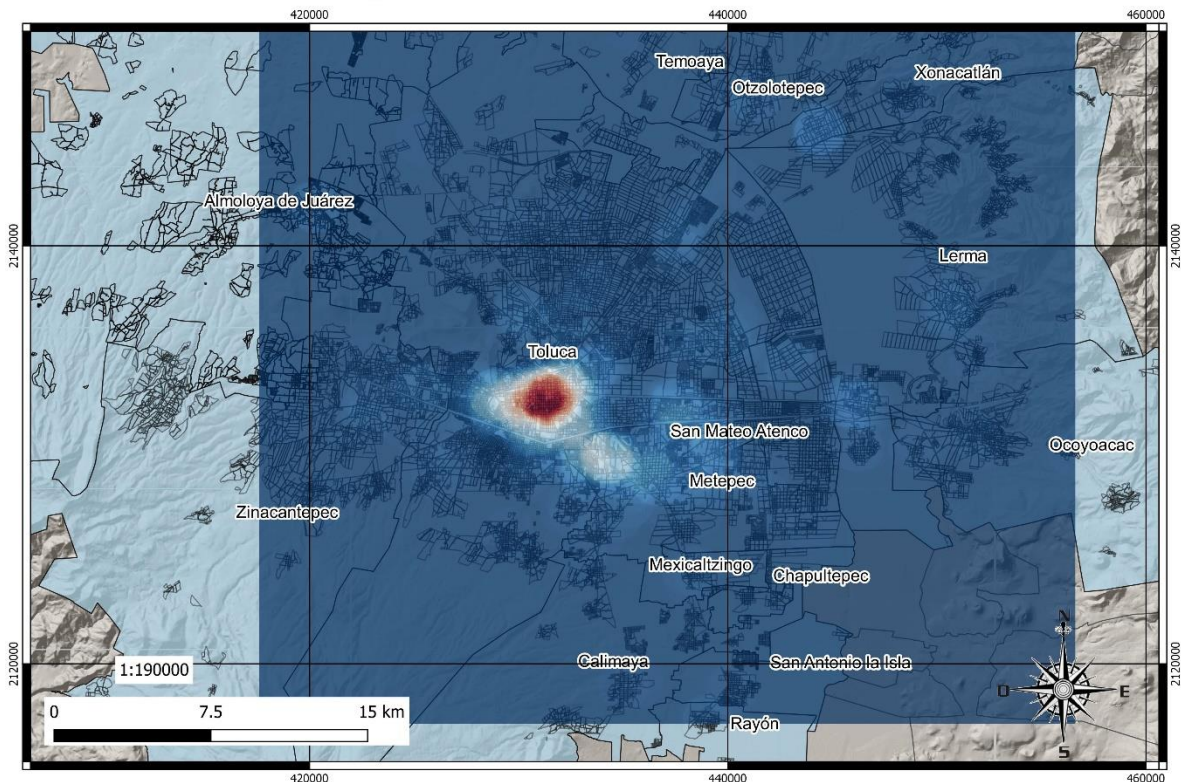 420000
440000
460000
Temoaya
Xonacatlán
Otzolotepec
Almoloya de Juárez
2140000
2140000
Lerma
Toluca
San Mateo Atenco
Ocoyoacac
Metepec
Zinacantepec
Mexicaltzingo
Chapultepec
N
2120000
1:190000
Calimaya
San Antonio la Isla
2120000
O
E
0
7.5
15 km
Rayón
S
420000
440000
460000